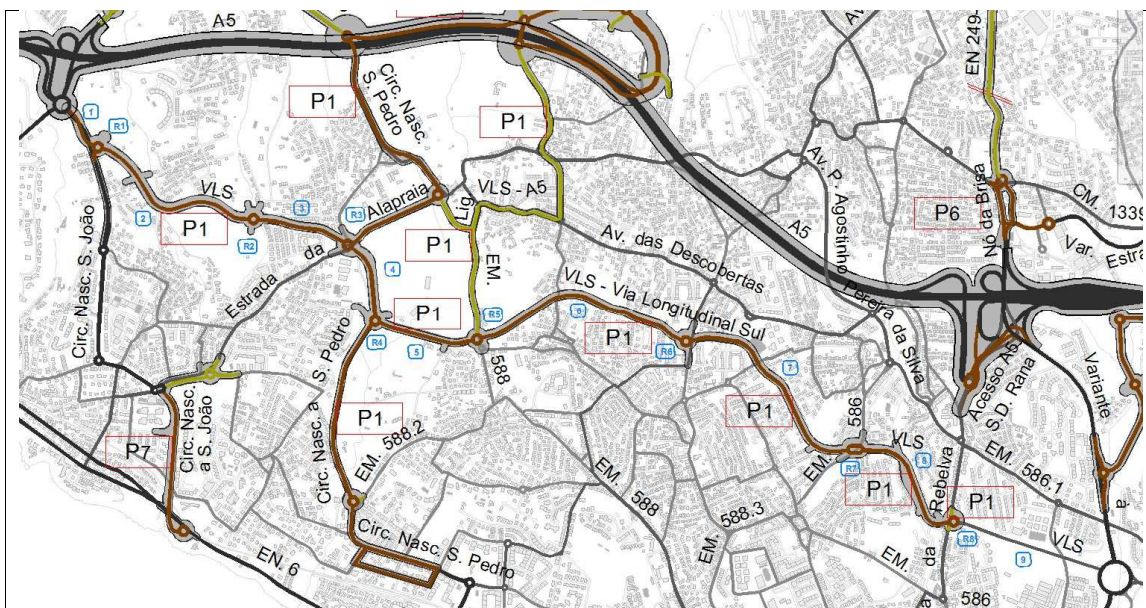 A5
EN 249-
Av.
Circ. Nasc.
S. Pedro
P1
P1
1
R1
Av. P. Agostinho
Nó da Brisa
CM. 1335
P6
VLS
2
P1
R2
3
R3
Alapraia
da
Estrada
Lig.
VLS - A5
P1
EM.
Av. das Descobertas
A5
Var. Estra
Circ. Nasc. S. João
4
P1
R4
5
R5
6
VLS - Via Longitudinal Sul
P1
R6
Pereira da Silva
Acesso A5
S.D. Rana
Variante
à
7
588
586
Circ. Nasc.
a S. João
P7
Circ. Nasc. a
S. Pedro
P1
EM. 588.2
P1
EM.
R7
VLS
8
P1
P1
Rebelva
da
EM. 586.1
EM. 588
EM. 588.3
EM.
R8
VLS
9
586
Circ. Nasc. S. Pedro
EN. 6